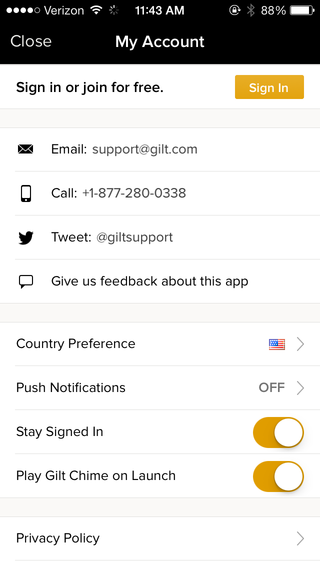 Verizon 11:43 AM 88%
Close My Account
Sign in or join for free. Sign In
Email: support@gilt.com
Call: +1-877-280-0338
Tweet: @giltsupport
Give us feedback about this app
Country Preference
Push Notifications OFF
Stay Signed In
Play Gilt Chime on Launch
Privacy Policy